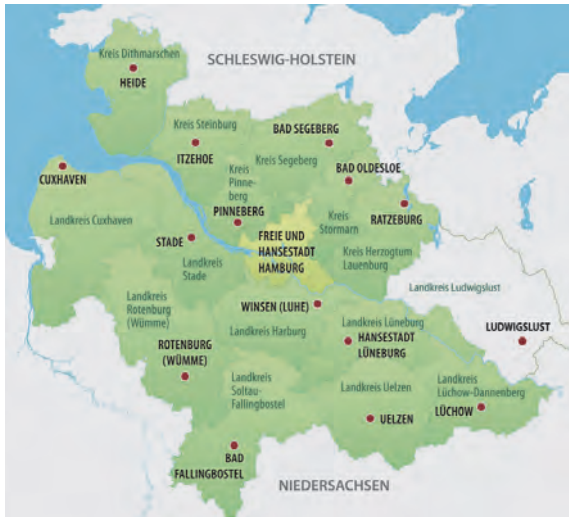 SCHLESWIG-HOLSTEIN
Kreis Dithmarschen
HEIDE
Kreis Steinburg
BAD SEGEBERG
ITZEHOE
Kreis Segeberg
CUXHAVEN
BAD OLDESLOE
Kreis
Pinne-
berg
PINNEBERG
RATZEBURG
Landkreis Cuxhaven
Kreis
Stormarn
STADE
FREIE UND
HANSESTADT
HAMBURG
Kreis Herzogtum
Lauenburg
Landkreis
Stade
Landkreis Ludwigslust
Landkreis
Rotenburg
(Wümme)
WINSEN (LUHE)
Landkreis Harburg
Landkreis Lüneburg
HANSESTADT
LÜNEBURG
LUDWIGSLUST
ROTENBURG
(WÜMME)
Landkreis
Soltau-
Fallingbostel
Landkreis Uelzen
Landkreis
Lüchow-Dannenberg
LÜCHOW
UELZEN
BAD
FALLINGBOSTEL
NIEDERSACHSEN